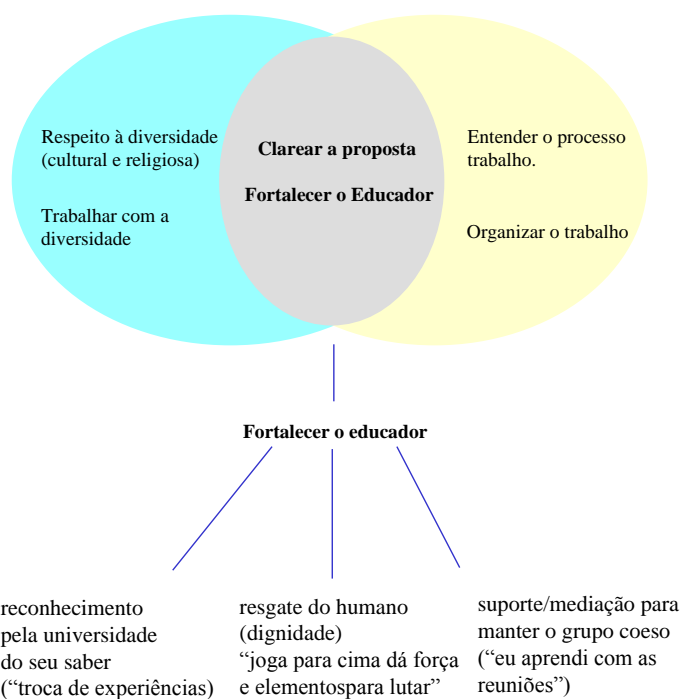 Respeito à diversidade
(cultural e religiosa)
Trabalhar com a
diversidade
Clarear a proposta
Fortalecer o Educador
Entender o processo
trabalho.
Organizar o trabalho
Fortalecer o educador
reconhecimento
pela universidade
do seu saber
(“troca de experiências)
resgate do humano
(dignidade)
“joga para cima dá força
e elementospara lutar”
suporte/mediação para
manter o grupo coeso
(“eu aprendi com as
reuniões”)